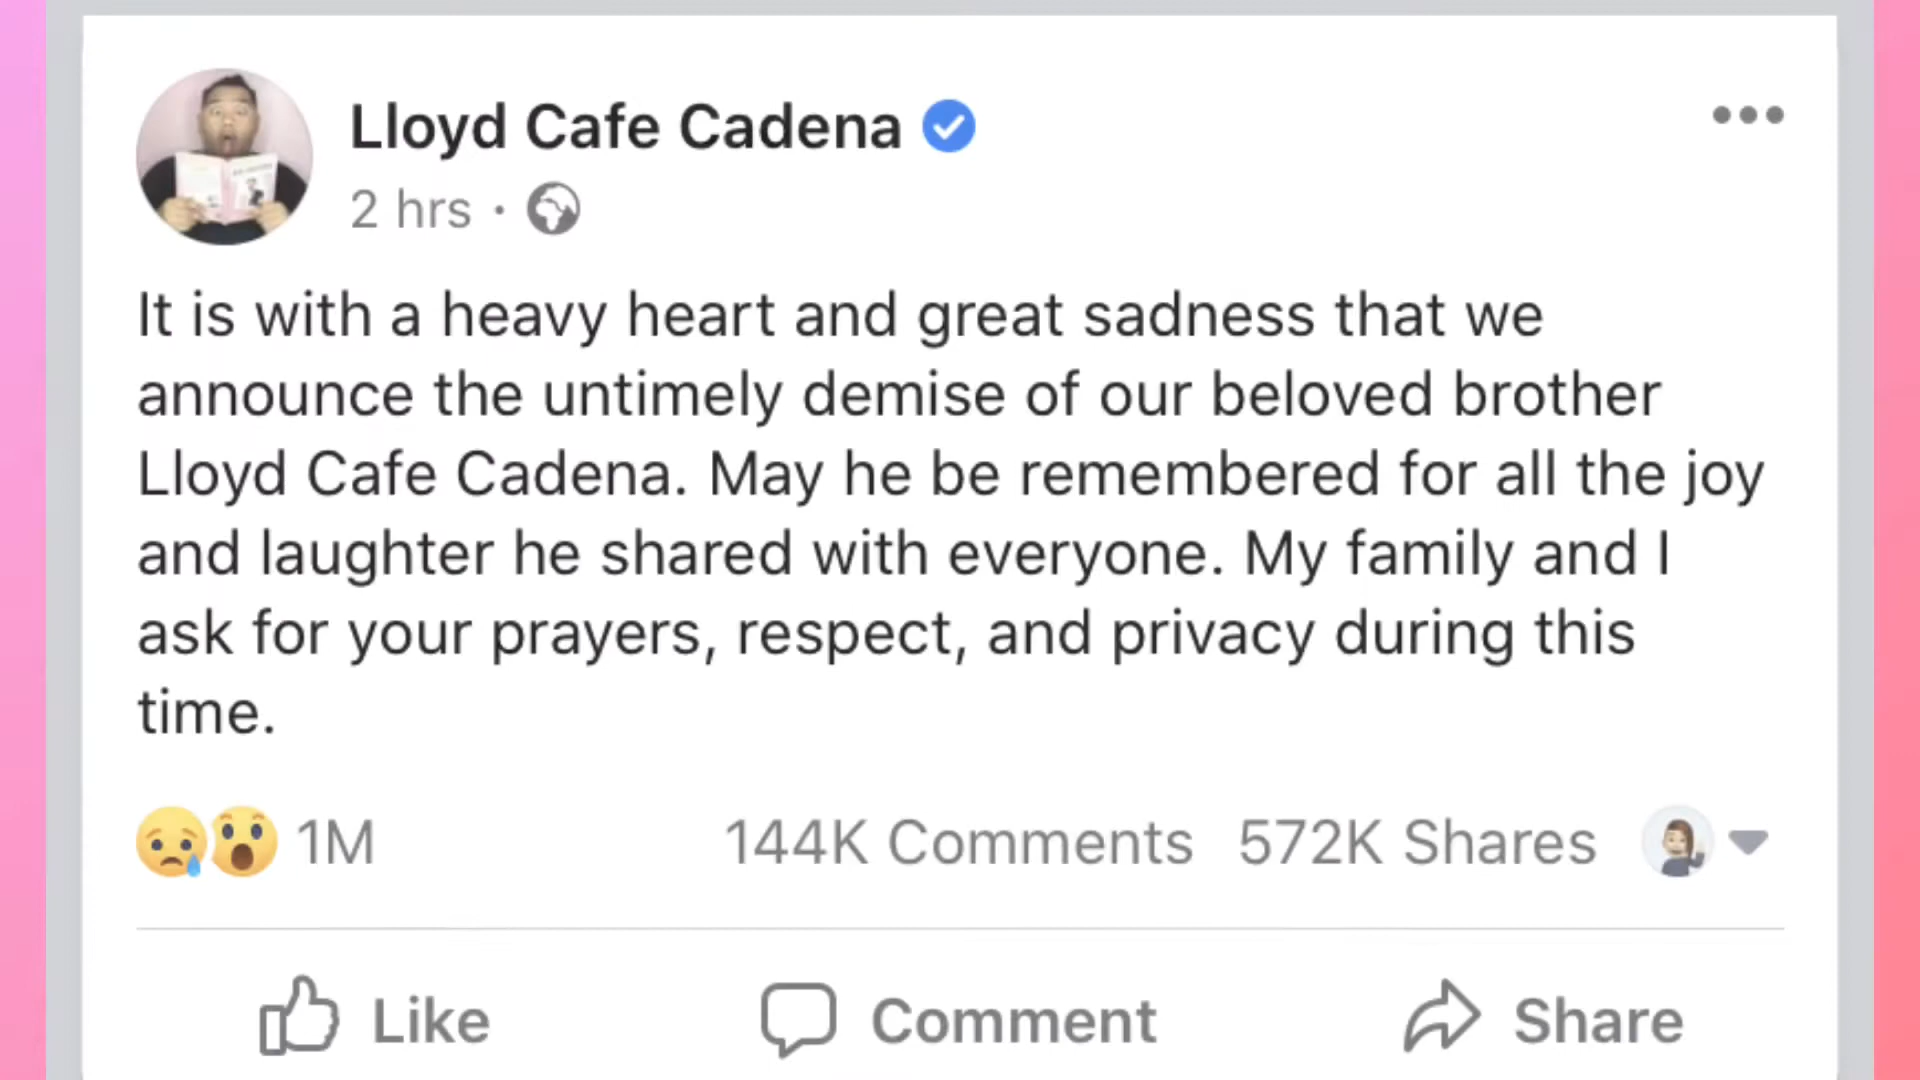 Lloyd Cafe Cadena
2 hrs ·
It is with a heavy heart and great sadness that we
announce the untimely demise of our beloved brother
Lloyd Cafe Cadena. May he be remembered for all the joy
and laughter he shared with everyone. My family and I
ask for your prayers, respect, and privacy during this
time.
1M 144K Comments 572K Shares
Like Comment Share